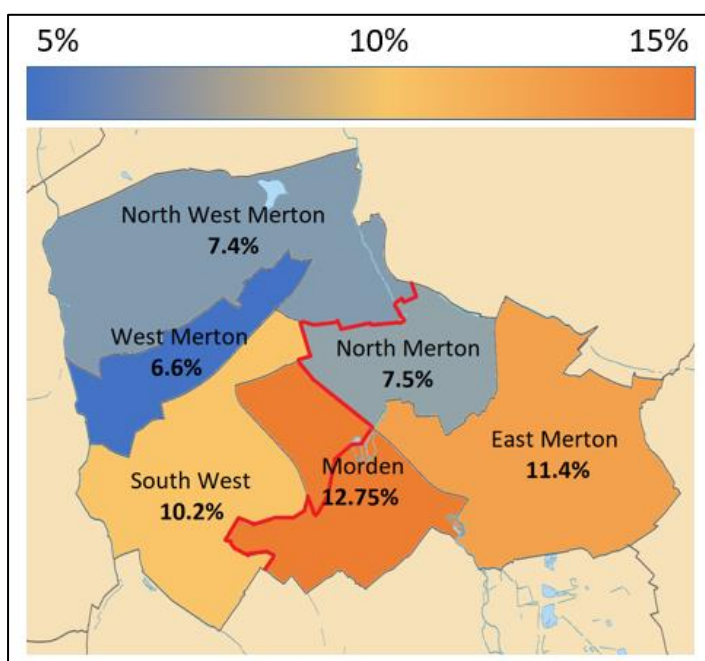 5% 10% 15%
North West Merton
7.4%
West Merton
6.6%
North Merton
7.5%
East Merton
11.4%
South West
10.2%
Morden
12.75%